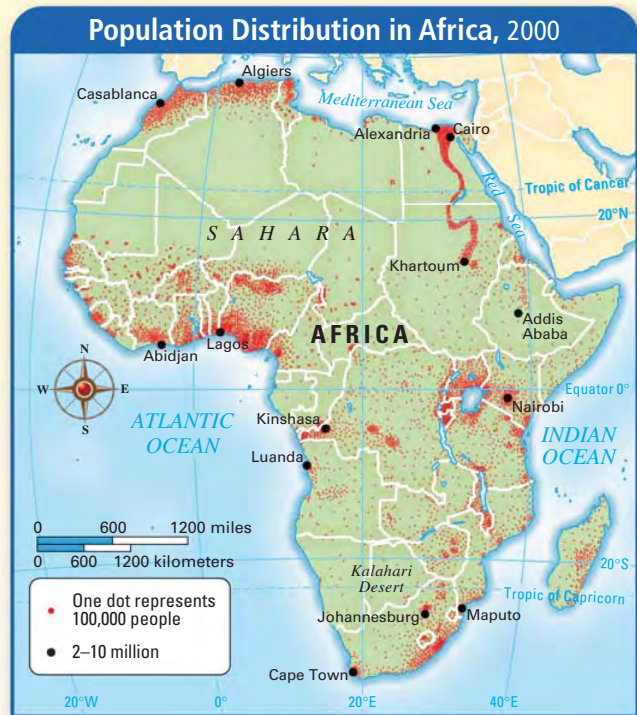 Population Distribution in Africa, 2000
Algiers
Casablanca
Mediterranean Sea
Alexandria
Cairo
Red Sea
Tropic of Cancer
20°N
SAHARA
Khartoum
Addis
Ababa
AFRICA
Abidjan
Lagos
N
W
E
S
Equator 0°
Nairobi
ATLANTIC
OCEAN
Kinshasa
INDIAN
OCEAN
Luanda
0 600 1200 miles
0 600 1200 kilometers
20°S
Kalahari
Desert
Tropic of Capricorn
One dot represents
100,000 people
2–10 million
Johannesburg
Maputo
Cape Town
20°W
0°
20°E
40°E